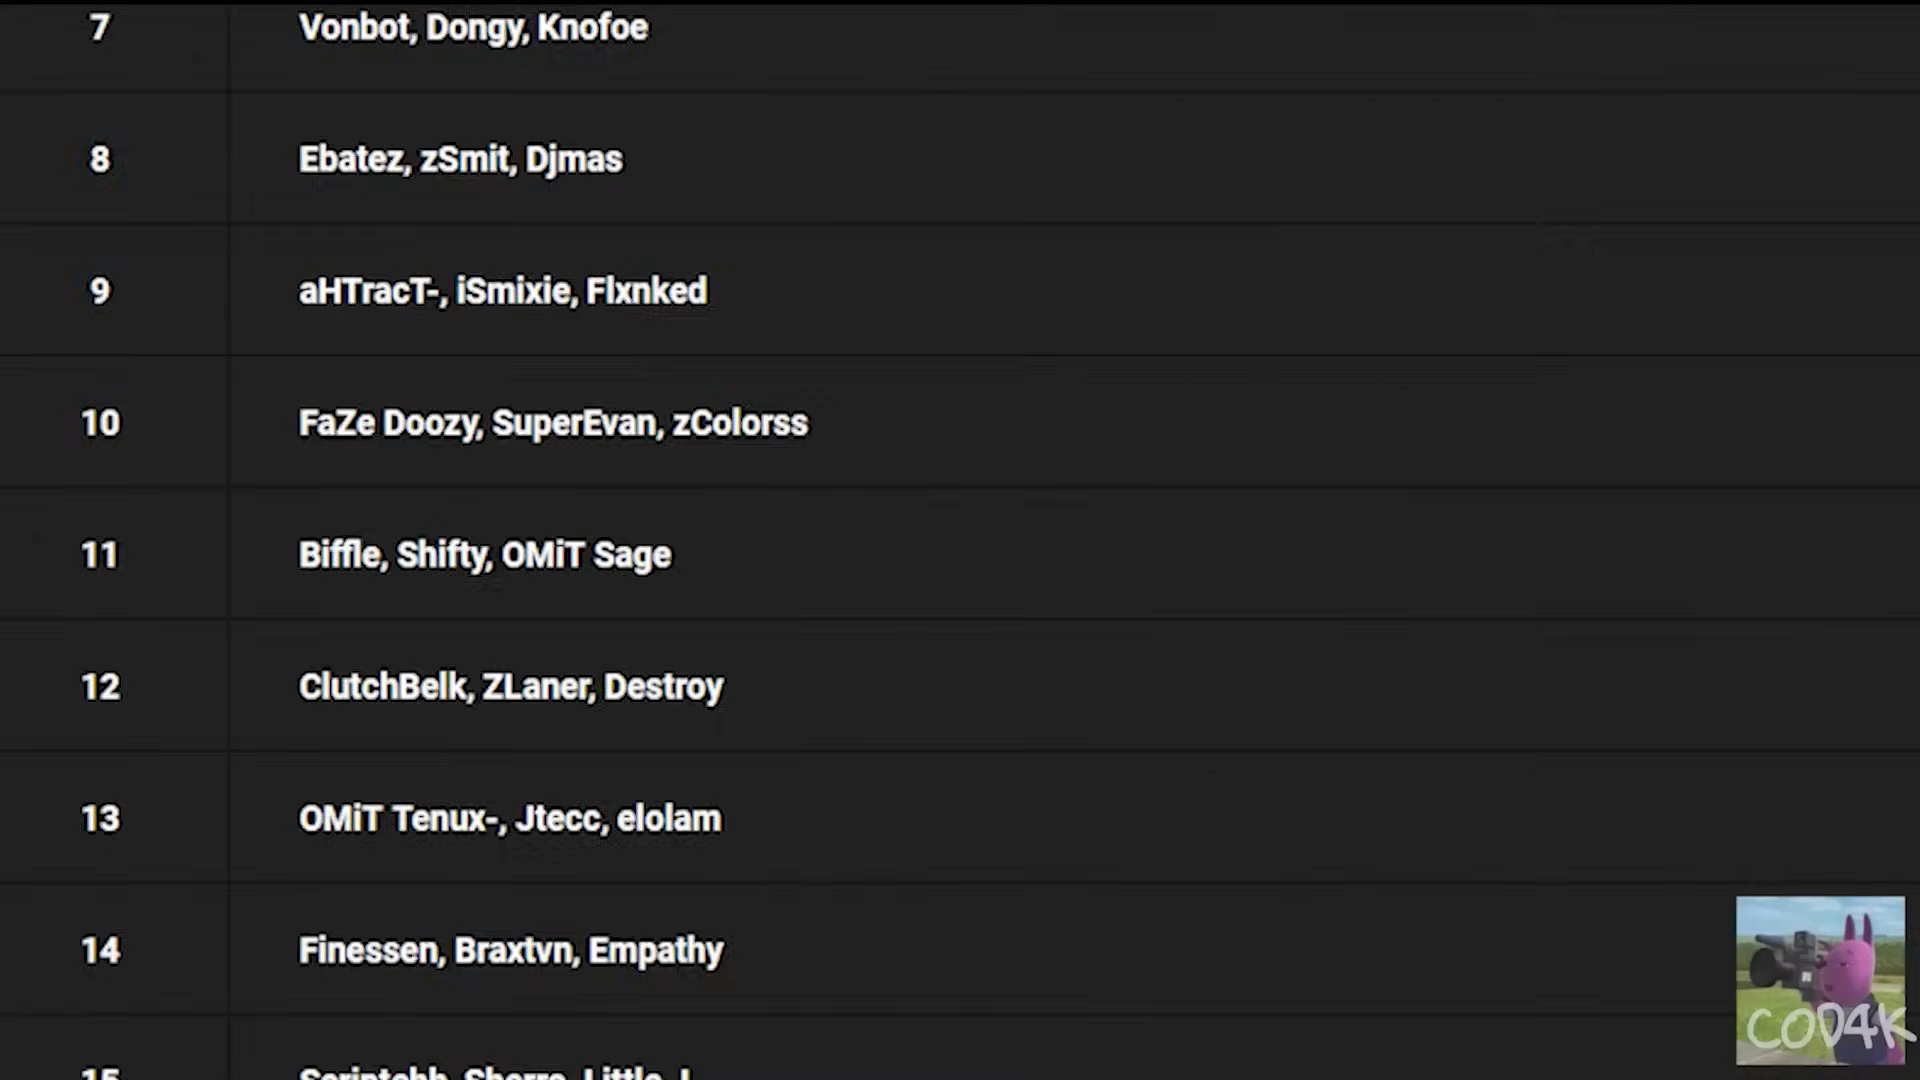 7 Vonbot, Dongy, Knofoe
8 Ebatez, zSmit, Djmas
9 aHTracT-, iSmixie, Flxnked
10 FaZe Doozy, SuperEvan, zColorss
11 Biffle, Shifty, OMiT Sage
12 ClutchBelk, ZLaner, Destroy
13 OMiT Tenux-, Jtecc, elolam
14 Finessen, Braxtvn, Empathy
15
COD4K